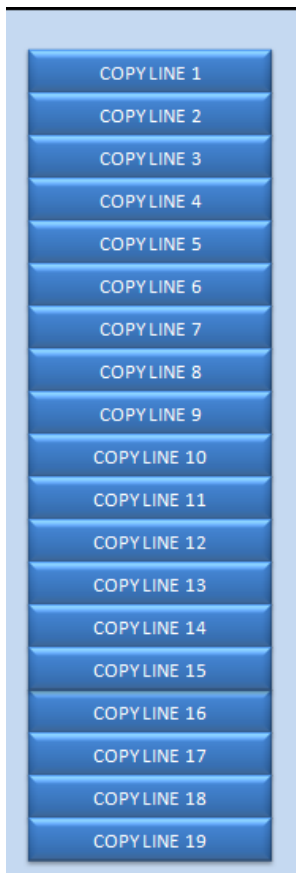 COPY LINE 1
COPY LINE 2
COPY LINE 3
COPY LINE 4
COPY LINE 5
COPY LINE 6
COPY LINE 7
COPY LINE 8
COPY LINE 9
COPY LINE 10
COPY LINE 11
COPY LINE 12
COPY LINE 13
COPY LINE 14
COPY LINE 15
COPY LINE 16
COPY LINE 17
COPY LINE 18
COPY LINE 19